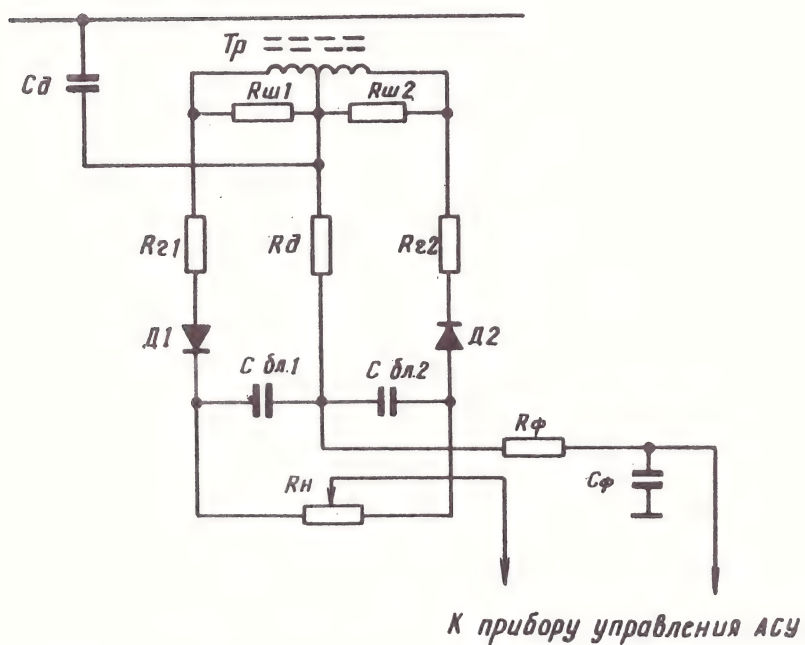 Тр
Сд
Rш1 Rш2
Rг1 Rд Rг2
Д1 Д2
С бл.1 С бл.2
Rф
Rн Сф
К прибору управления АСУ